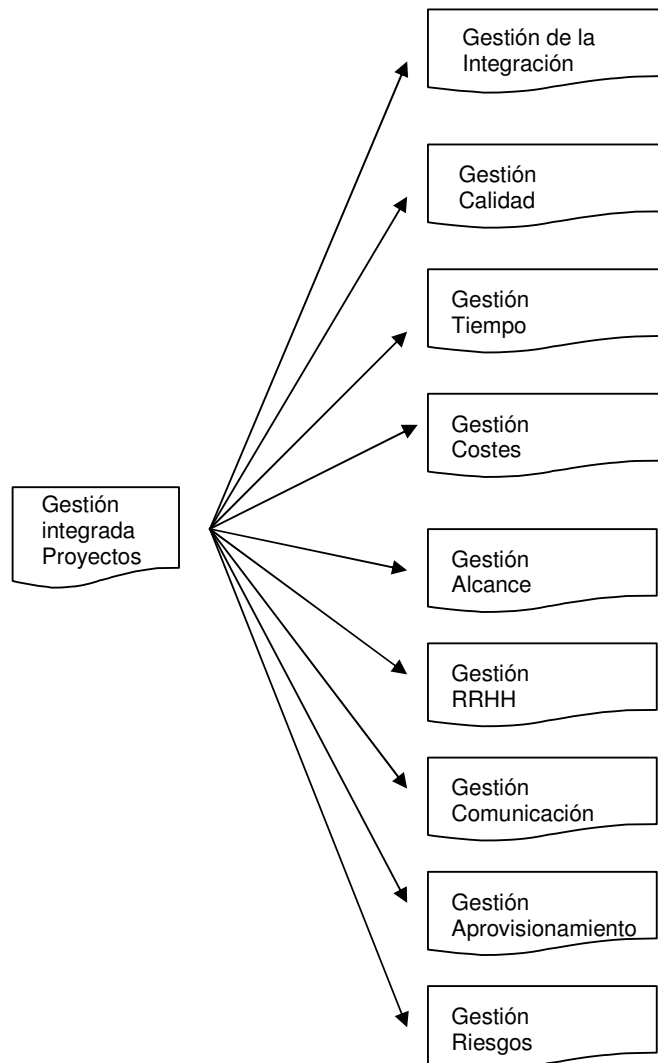 Gestión de la
Integración
Gestión
Calidad
Gestión
Tiempo
Gestión
Costes
Gestión
integrada
Proyectos
Gestión
Alcance
Gestión
RRHH
Gestión
Comunicación
Gestión
Aprovisionamiento
Gestión
Riesgos